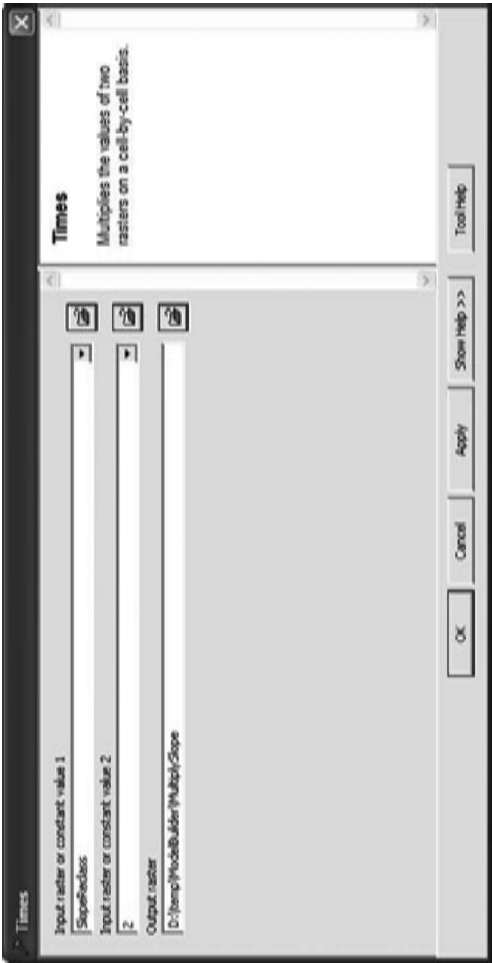 Times
Input raster or constant value 1
SlopeReclass
Input raster or constant value 2
2
Output raster
D:\temp\ModelBuilder\MultiplySlope
Times
Multiplies the values of two
rasters on a cell-by-cell basis.
OK
Cancel
Apply
Show Help >>
Tool Help